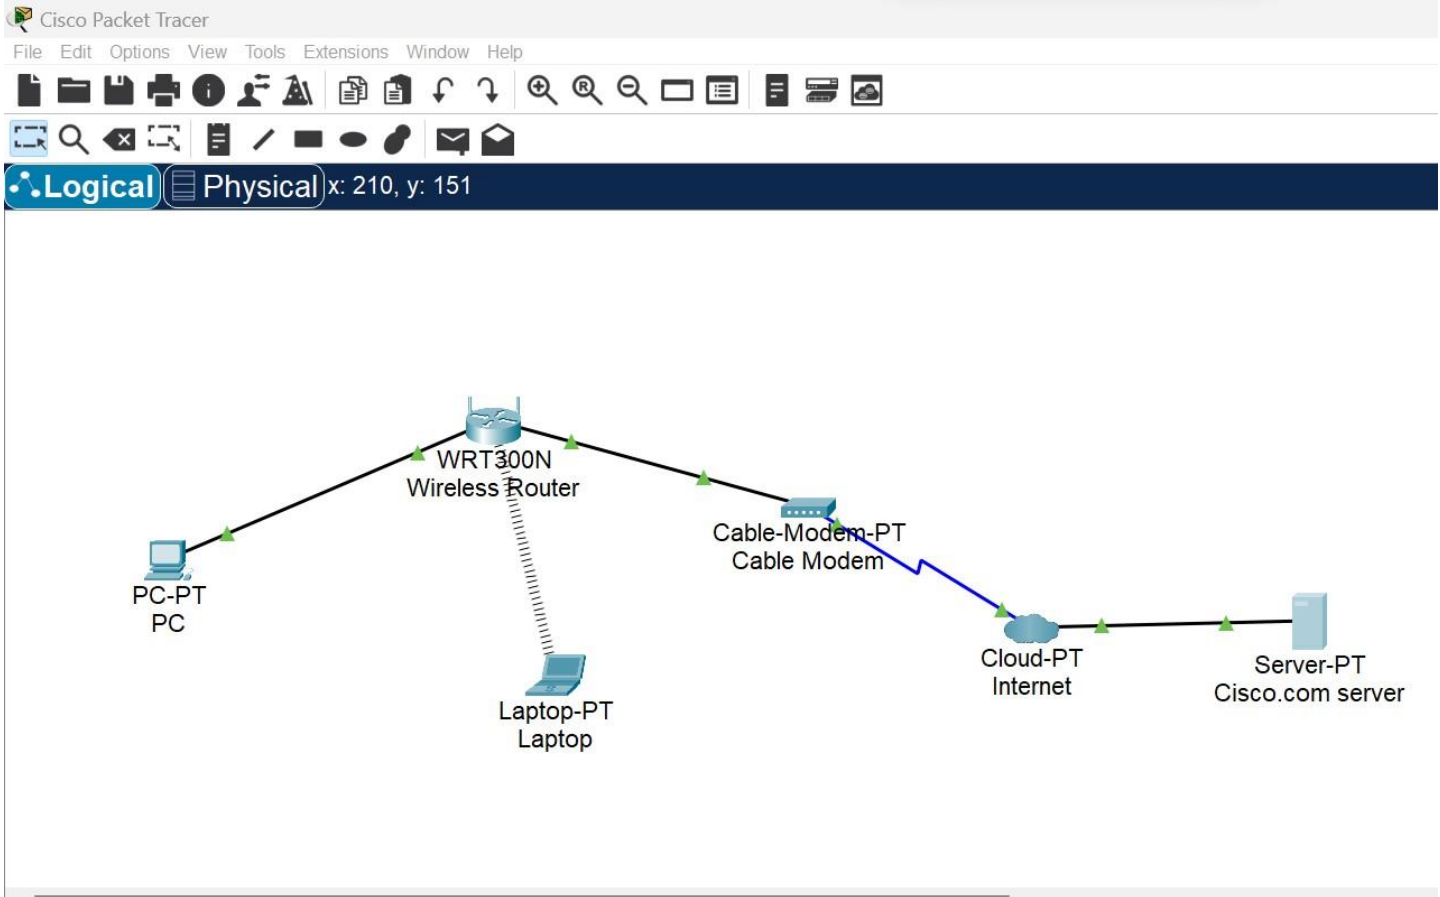 Cisco Packet Tracer
File Edit Options View Tools Extensions Window Help
Logical Physical x: 210, y: 151
WRT300N
Wireless Router
Cable-Modem-PT
Cable Modem
PC-PT
PC
Cloud-PT
Internet
Server-PT
Cisco.com server
Laptop-PT
Laptop